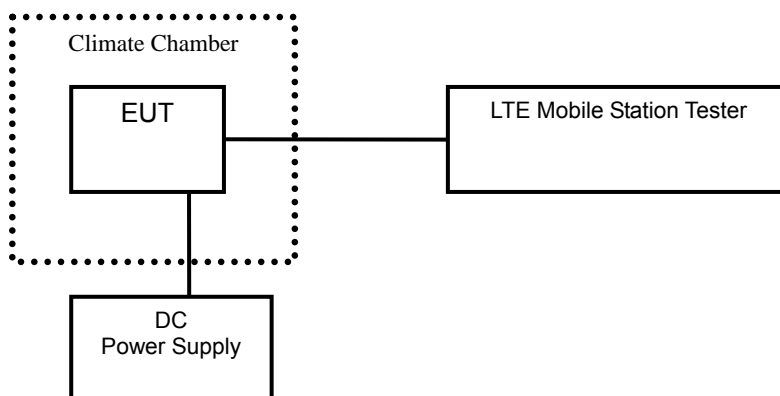 Climate Chamber
EUT
LTE Mobile Station Tester
DC
Power Supply